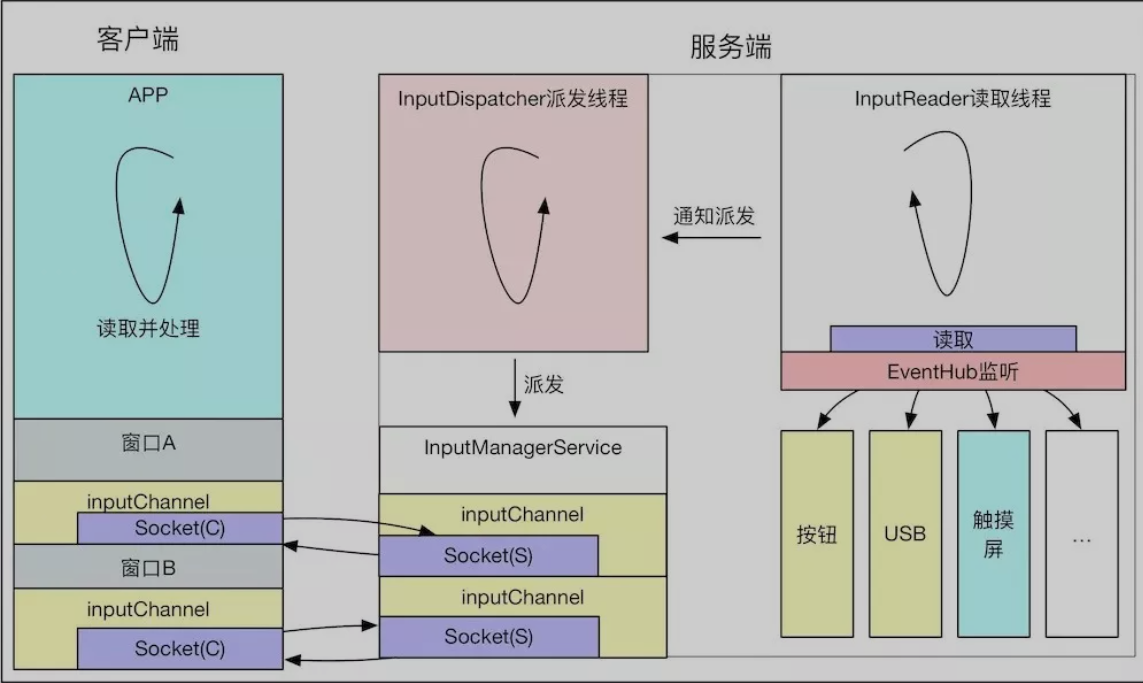 客户端
服务端
APP
读取并处理
窗口A
inputChannel
Socket(C)
窗口B
inputChannel
Socket(C)
InputDispatcher派发线程
通知派发
派发
InputManagerService
inputChannel
Socket(S)
inputChannel
Socket(S)
InputReader读取线程
读取
EventHub监听
按钮
USB
触摸
屏
...